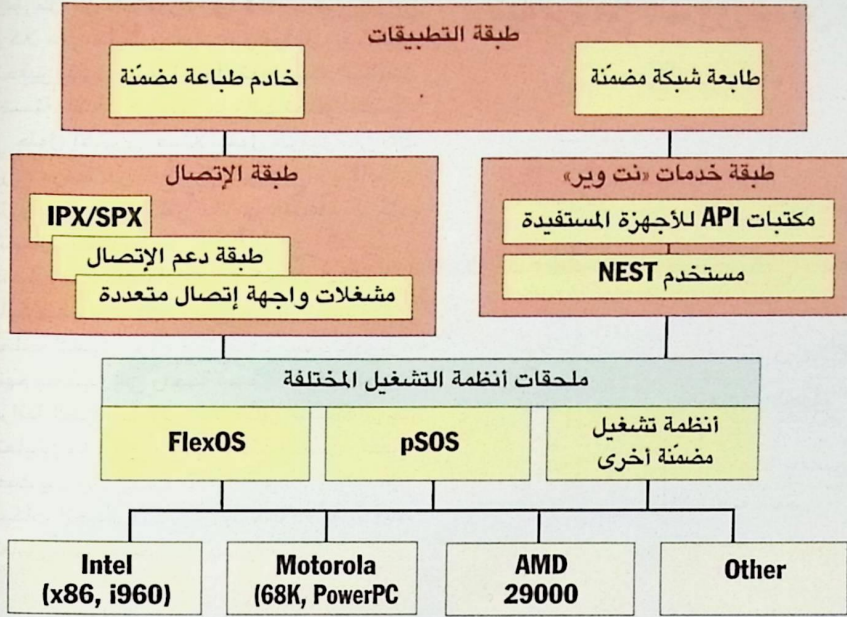 طبقة التطبيقات
طابعة شبكة مضمّنة
خادم طباعة مضمّنة
طبقة خدمات «نت وير»
مكتبات API للأجهزة المستفيدة
مستخدم NEST
طبقة الإتصال
IPX/SPX
طبقة دعم الإتصال
مشغلات واجهة إتصال متعددة
ملحقات أنظمة التشغيل المختلفة
FlexOS
pSOS
أنظمة تشغيل
مضمّنة أخرى
Intel
(x86, i960)
Motorola
(68K, PowerPC
AMD
29000
Other